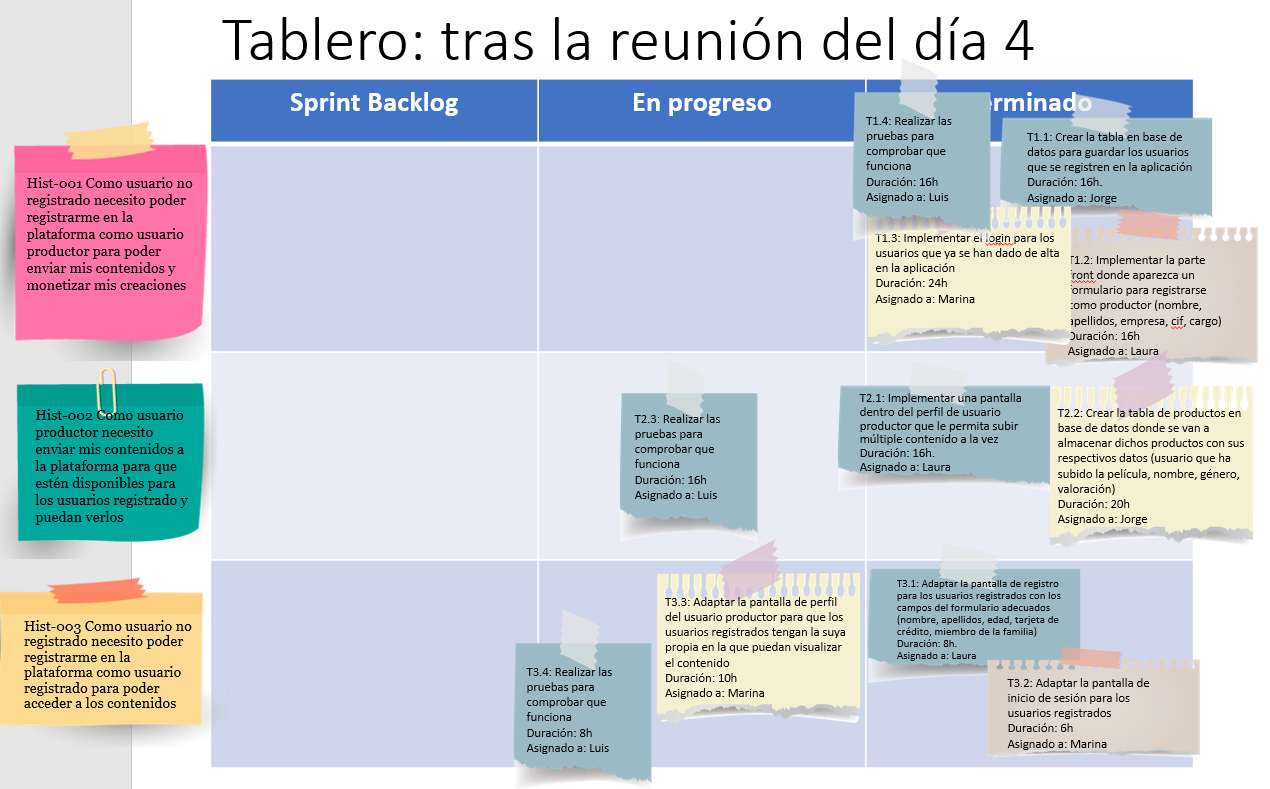 Tablero: tras la reunión del día 4
Sprint Backlog
En progreso
erminado
Hist-001 Como usuario no
registrado necesito poder
registrarme en la
plataforma como usuario
productor para poder
enviar mis contenidos y
monetizar mis creaciones
T1.4: Realizar las
pruebas para
comprobar que
funciona
Duración: 16h
Asignado a: Luis
T1.1: Crear la tabla en base de
datos para guardar los usuarios
que se registren en la aplicación
Duración: 16h.
Asignado a: Jorge
T1.3: Implementar el login para los
usuarios que ya se han dado de alta
en la aplicación
Duración: 24h
Asignado a: Marina
T1.2: Implementar la parte
front donde aparezca un
formulario para registrarse
como productor (nombre,
apellidos, empresa, cif, cargo)
Duración: 16h
Asignado a: Laura
Hist-002 Como usuario
productor necesito
enviar mis contenidos a
la plataforma para que
estén disponibles para
los usuarios registrado y
puedan verlos
T2.3: Realizar las
pruebas para
comprobar que
funciona
Duración: 16h
Asignado a: Luis
T2.1: Implementar una pantalla
dentro del perfil de usuario
productor que le permita subir
múltiple contenido a la vez
Duración: 16h.
Asignado a: Laura
T2.2: Crear la tabla de productos en
base de datos donde se van a
almacenar dichos productos con sus
respectivos datos (usuario que ha
subido la película, nombre, género,
valoración)
Duración: 20h
Asignado a: Jorge
Hist-003 Como usuario no
registrado necesito poder
registrarme en la
plataforma como usuario
registrado para poder
acceder a los contenidos
T3.4: Realizar las
pruebas para
comprobar que
funciona
Duración: 8h
Asignado a: Luis
T3.3: Adaptar la pantalla de perfil
del usuario productor para que los
usuarios registrados tengan la suya
propia en la que puedan visualizar
el contenido
Duración: 10h
Asignado a: Marina
T3.1: Adaptar la pantalla de registro
para los usuarios registrados con los
campos del formulario adecuados
(nombre, apellidos, edad, tarjeta de
crédito, miembro de la familia)
Duración: 8h.
Asignado a: Laura
T3.2: Adaptar la pantalla de
inicio de sesión para los
usuarios registrados
Duración: 6h
Asignado a: Marina